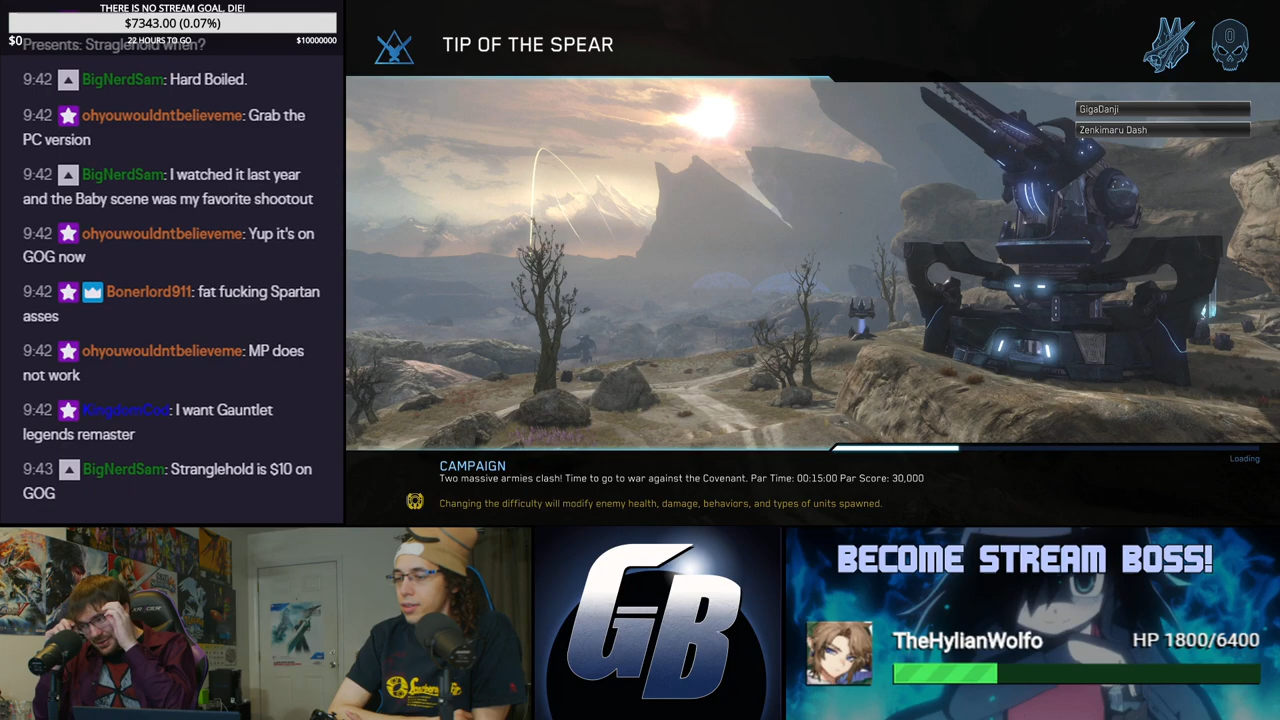 THERE IS NO STREAM GOAL. DIE!
$7343.00 (0.07%)
$0 22 HOURS TO GO $10000000
Presents: Straglehold when?
9:42 BigNerdSam: Hard Boiled.
9:42 ohyouwouldntbelieveme: Grab the
PC version
9:42 BigNerdSam: I watched it last year
and the Baby scene was my favorite shootout
9:42 ohyouwouldntbelieveme: Yup it's on
GOG now
9:42 Bonerlord911: fat fucking Spartan
asses
9:42 ohyouwouldntbelieveme: MP does
not work
9:42 KingdomCod: I want Gauntlet
legends remaster
9:43 BigNerdSam: Stranglehold is $10 on
GOG
TIP OF THE SPEAR
0
GigaDanji
Zenkimaru Dash
Loading
CAMPAIGN
Two massive armies clash! Time to go to war against the Covenant. Par Time: 00:15:00 Par Score: 30,000
Changing the difficulty will modify enemy health, damage, behaviors, and types of units spawned.
GB
BECOME STREAM BOSS!
TheHylianWolfo HP 1800/6400